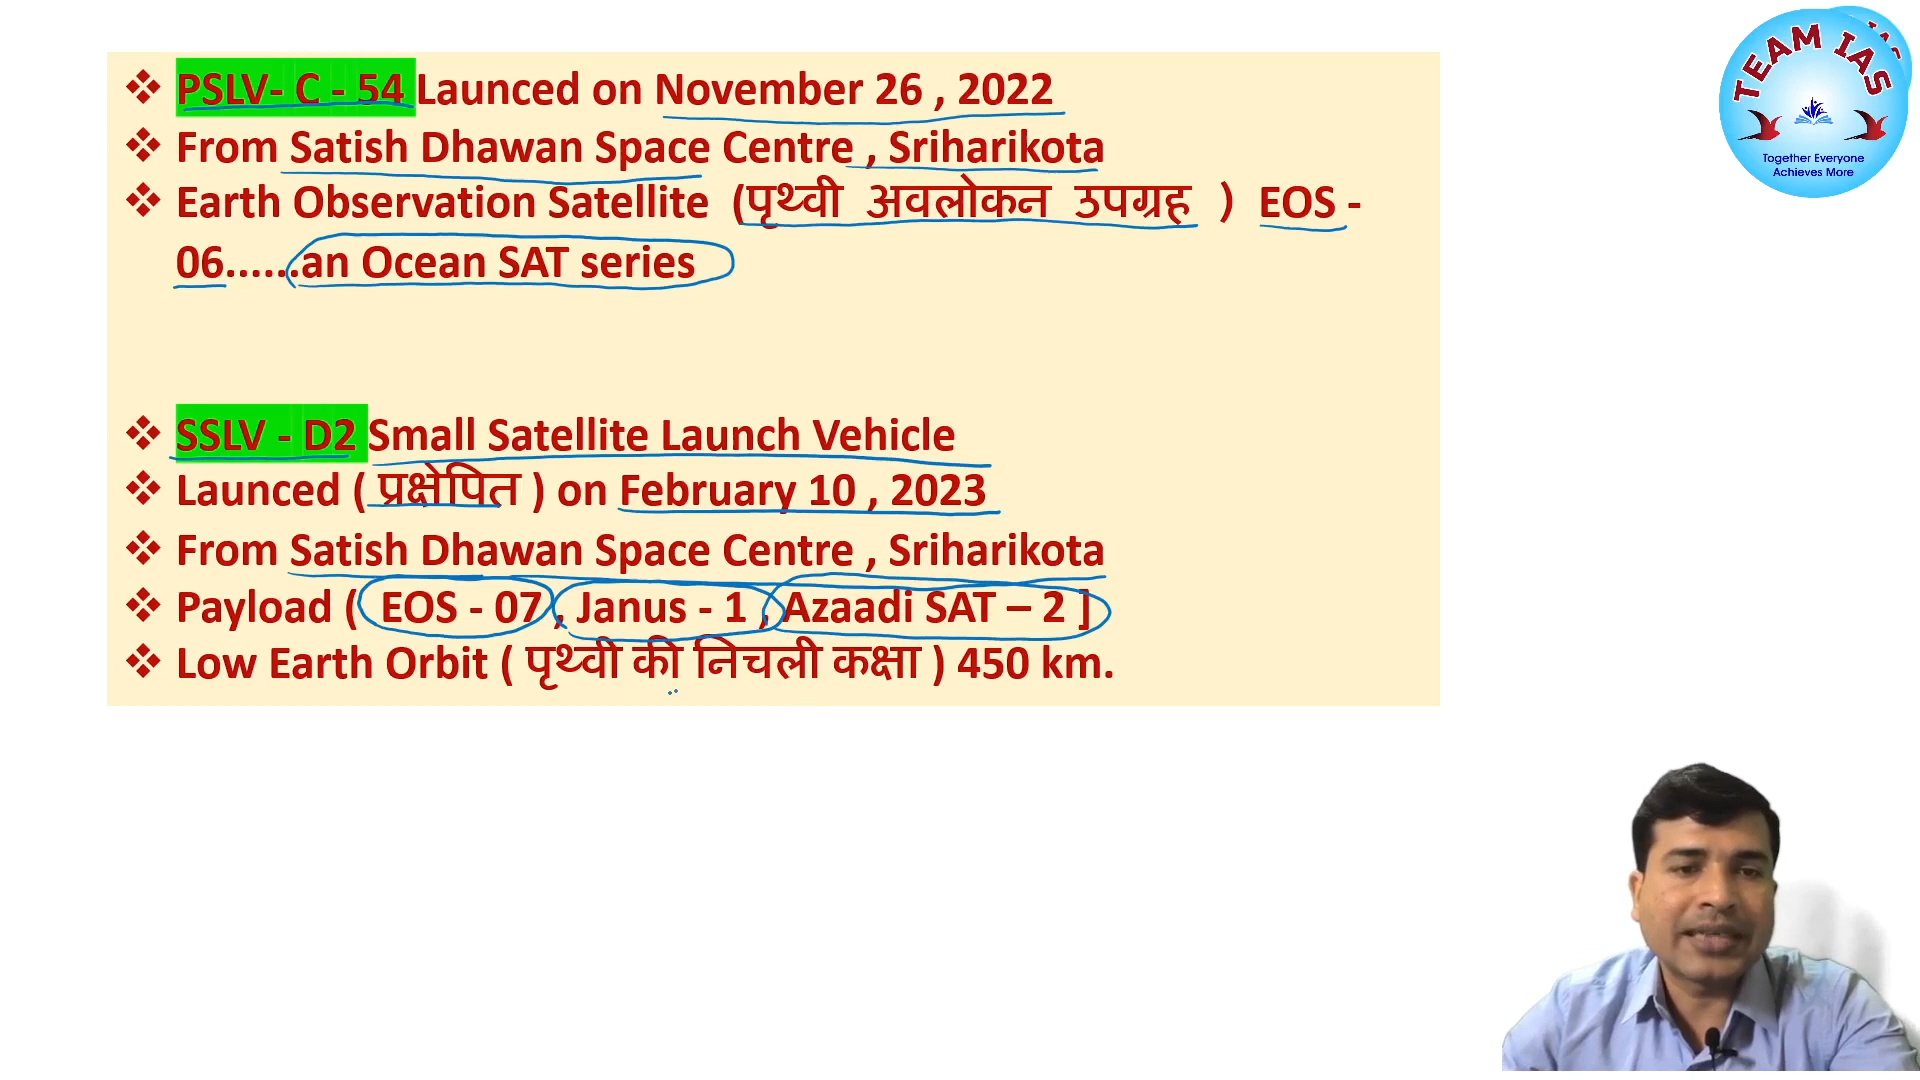 PSLV- C - 54 Launced on November 26 , 2022
From Satish Dhawan Space Centre , Sriharikota
Earth Observation Satellite (पृथ्वी अवलोकन उपग्रह ) EOS -
06......an Ocean SAT series
SSLV - D2 Small Satellite Launch Vehicle
Launced ( प्रक्षेपित ) on February 10 , 2023
From Satish Dhawan Space Centre , Sriharikota
Payload ( EOS - 07 , Janus - 1 , Azaadi SAT – 2 ]
Low Earth Orbit ( पृथ्वी की निचली कक्षा ) 450 km.
TEAM IAS
Together Everyone
Achieves More